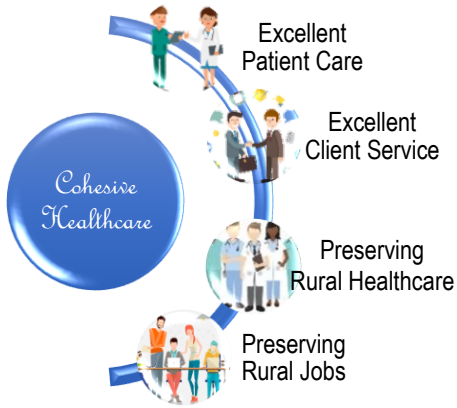 Excellent
Patient Care
Excellent
Client Service
Cohesive
Healthcare
Preserving
Rural Healthcare
Preserving
Rural Jobs